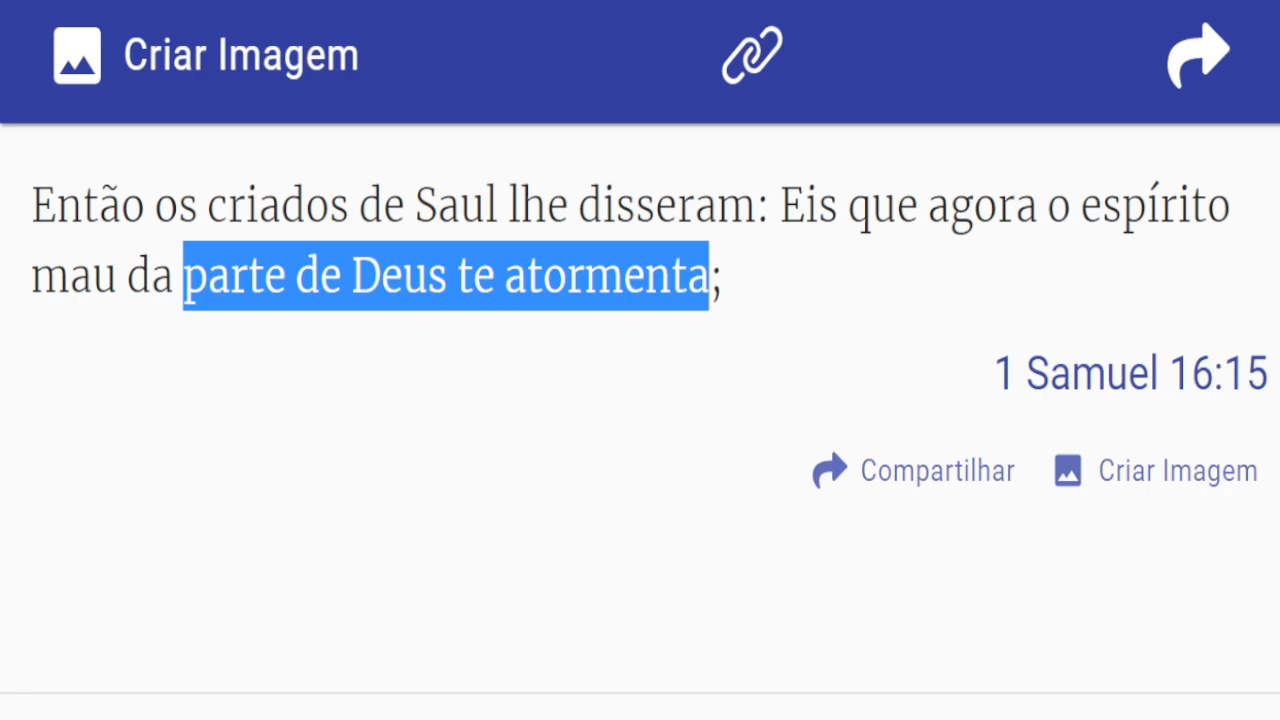 Criar Imagem
Então os criados de Saul lhe disseram: Eis que agora o espírito
mau da parte de Deus te atormenta;
1 Samuel 16:15
Compartilhar Criar Imagem